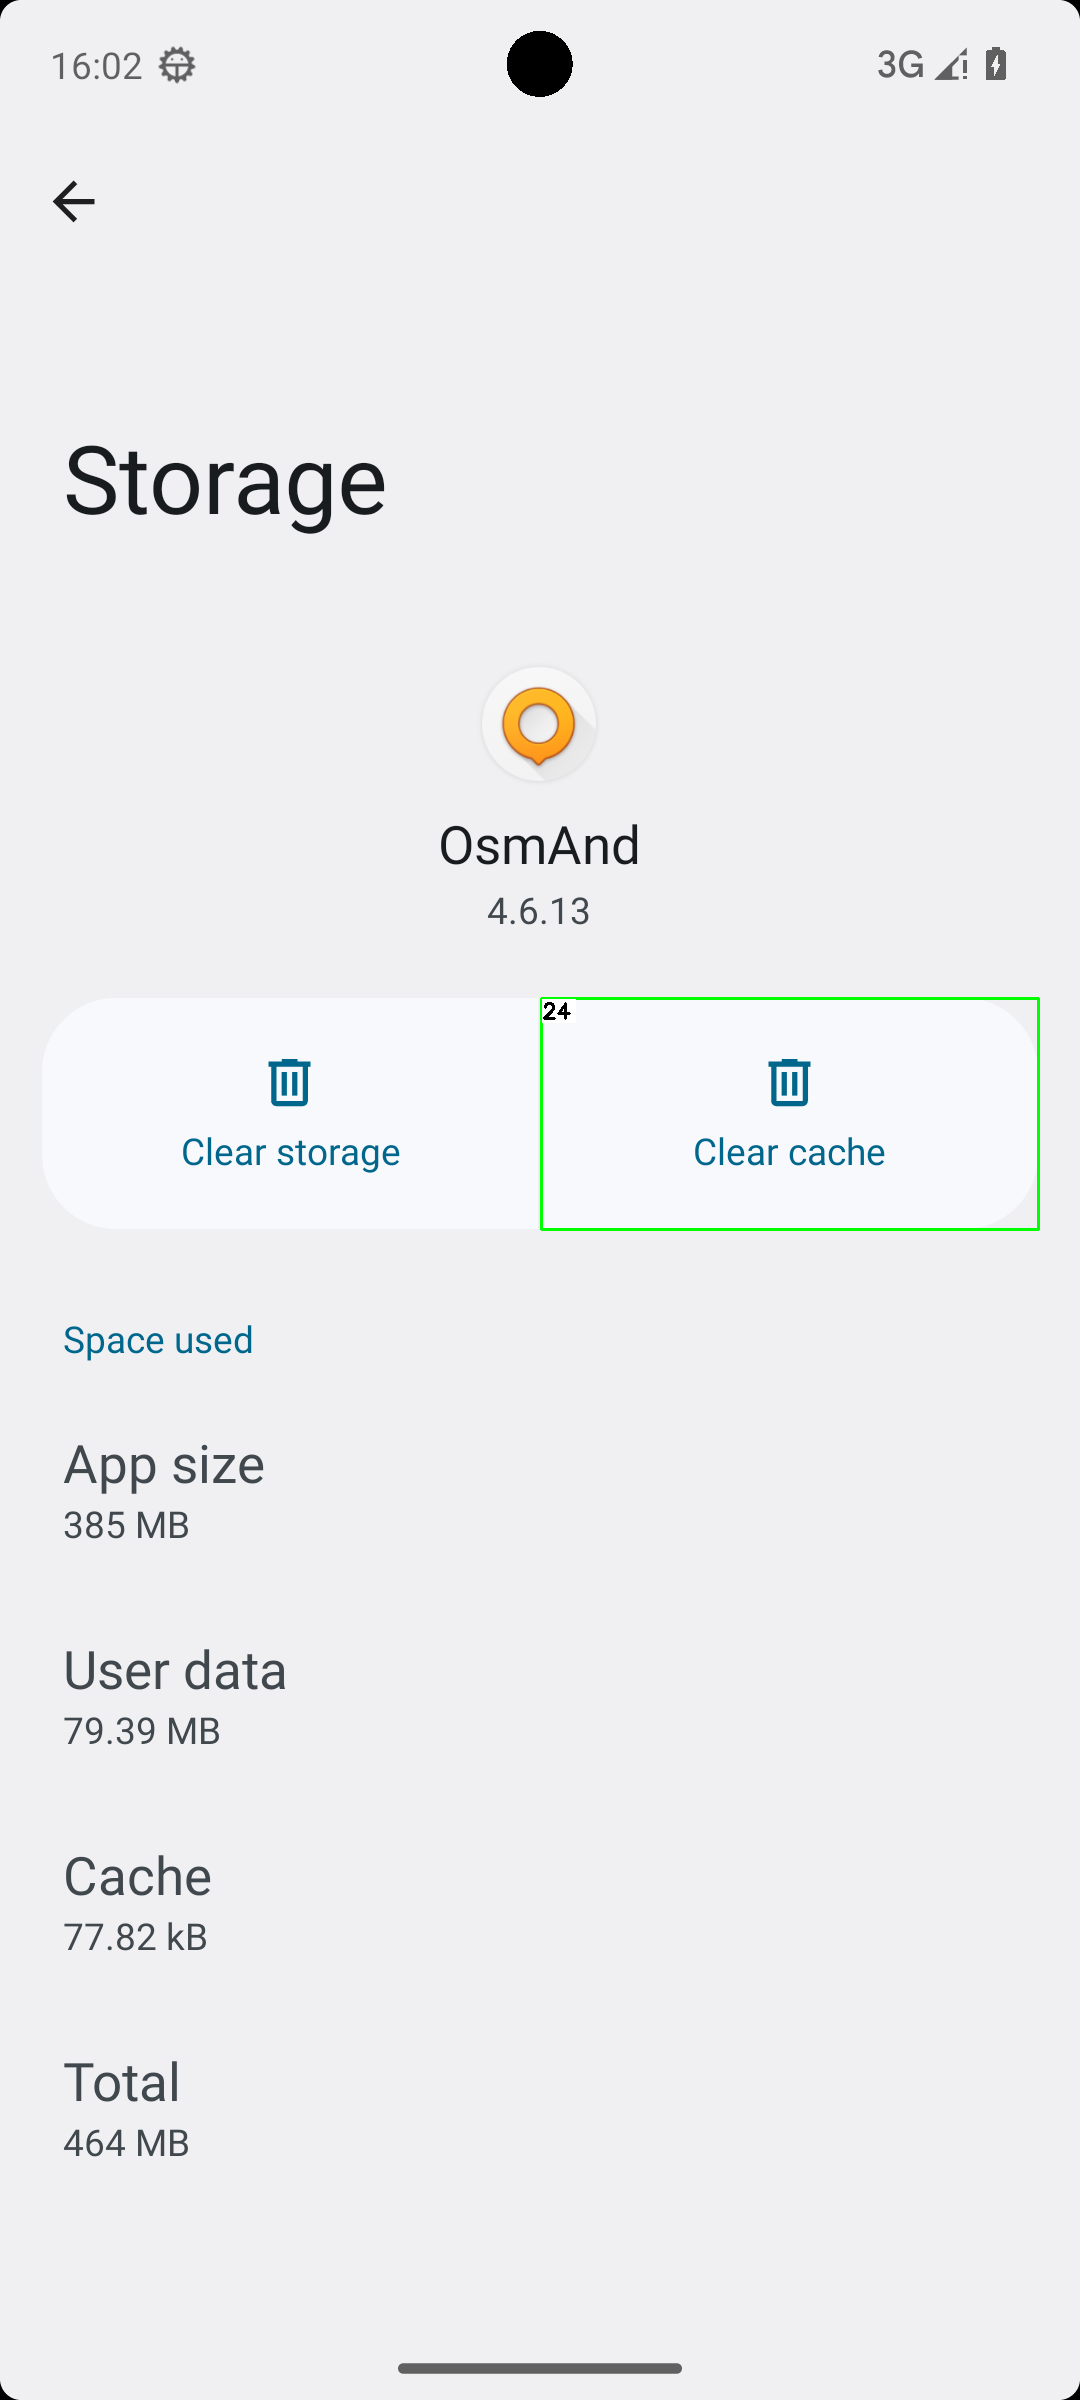 16:02
3G
Storage
OsmAnd
4.6.13
24
Clear storage
Clear cache
Space used
App size
385 MB
User data
79.39 MB
Cache
77.82 kB
Total
464 MB